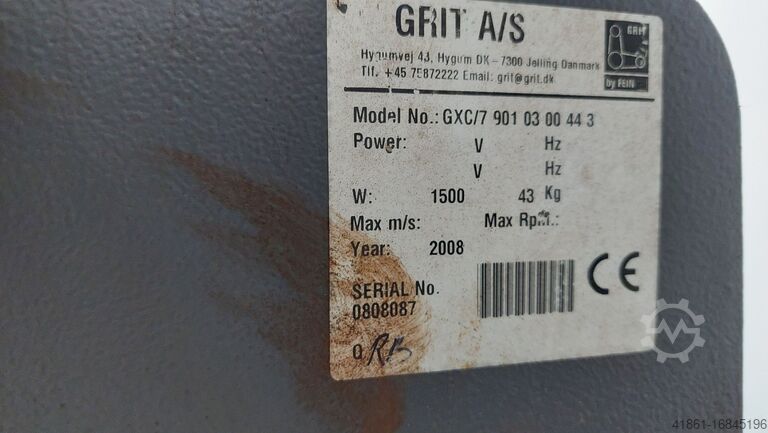 GRIT A/S
GRIT
by FEIN
Hygumvej 43, Hygum DK-7300 Jelling Danmark
Tlf. +45 75872222 Email: grit@grit.dk
Model No.: GXC/7 901 03 00 44 3
Power: V Hz
V Hz
W: 1500 43 Kg
Max m/s: Max Rpm.:
Year: 2008
SERIAL No.
0808087
CE
Q RB
41861-16845196